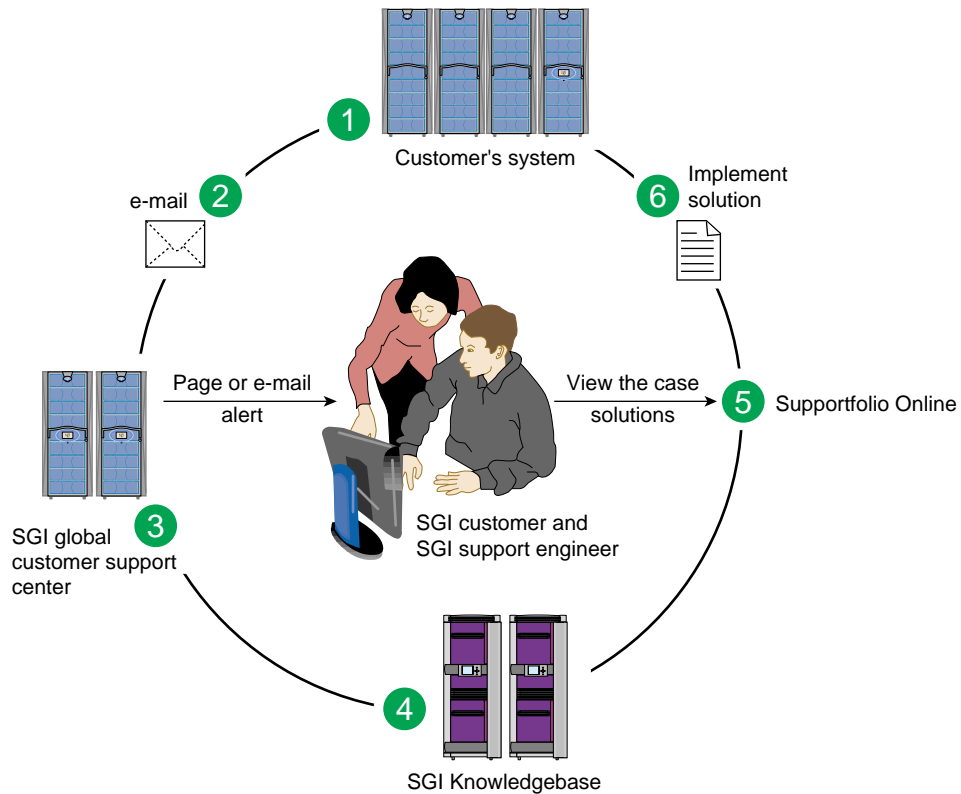 1
Customer's system
2
e-mail
6
Implement
solution
Page or e-mail
alert
View the case
solutions
5
Supportfolio Online
3
SGI global
customer support
center
SGI customer and
SGI support engineer
4
SGI Knowledgebase